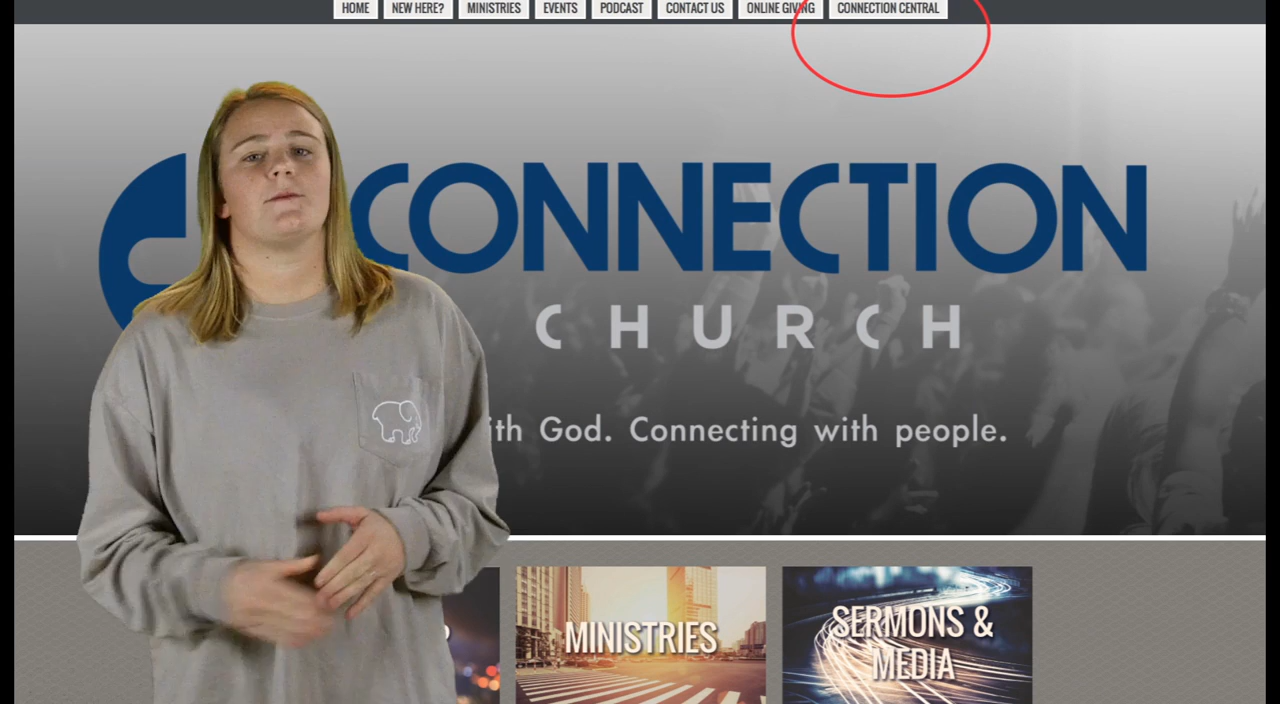 HOME NEW HERE? MINISTRIES EVENTS PODCAST CONTACT US ONLINE GIVING CONNECTION CENTRAL
CONNECTION
CHURCH
God. Connecting with people.
MINISTRIES
SERMONS &
MEDIA